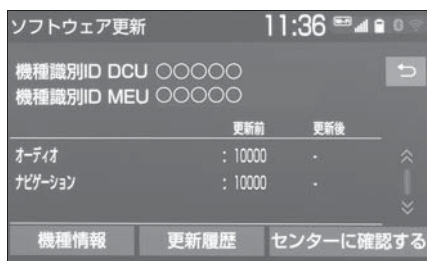 ソフトウェア更新 11:36
機種識別ID DCU ○○○○○
機種識別ID MEU ○○○○○
更新前 更新後
オーディオ : 10000 -
ナビゲーション : 10000 -
機種情報 更新履歴 センターに確認する